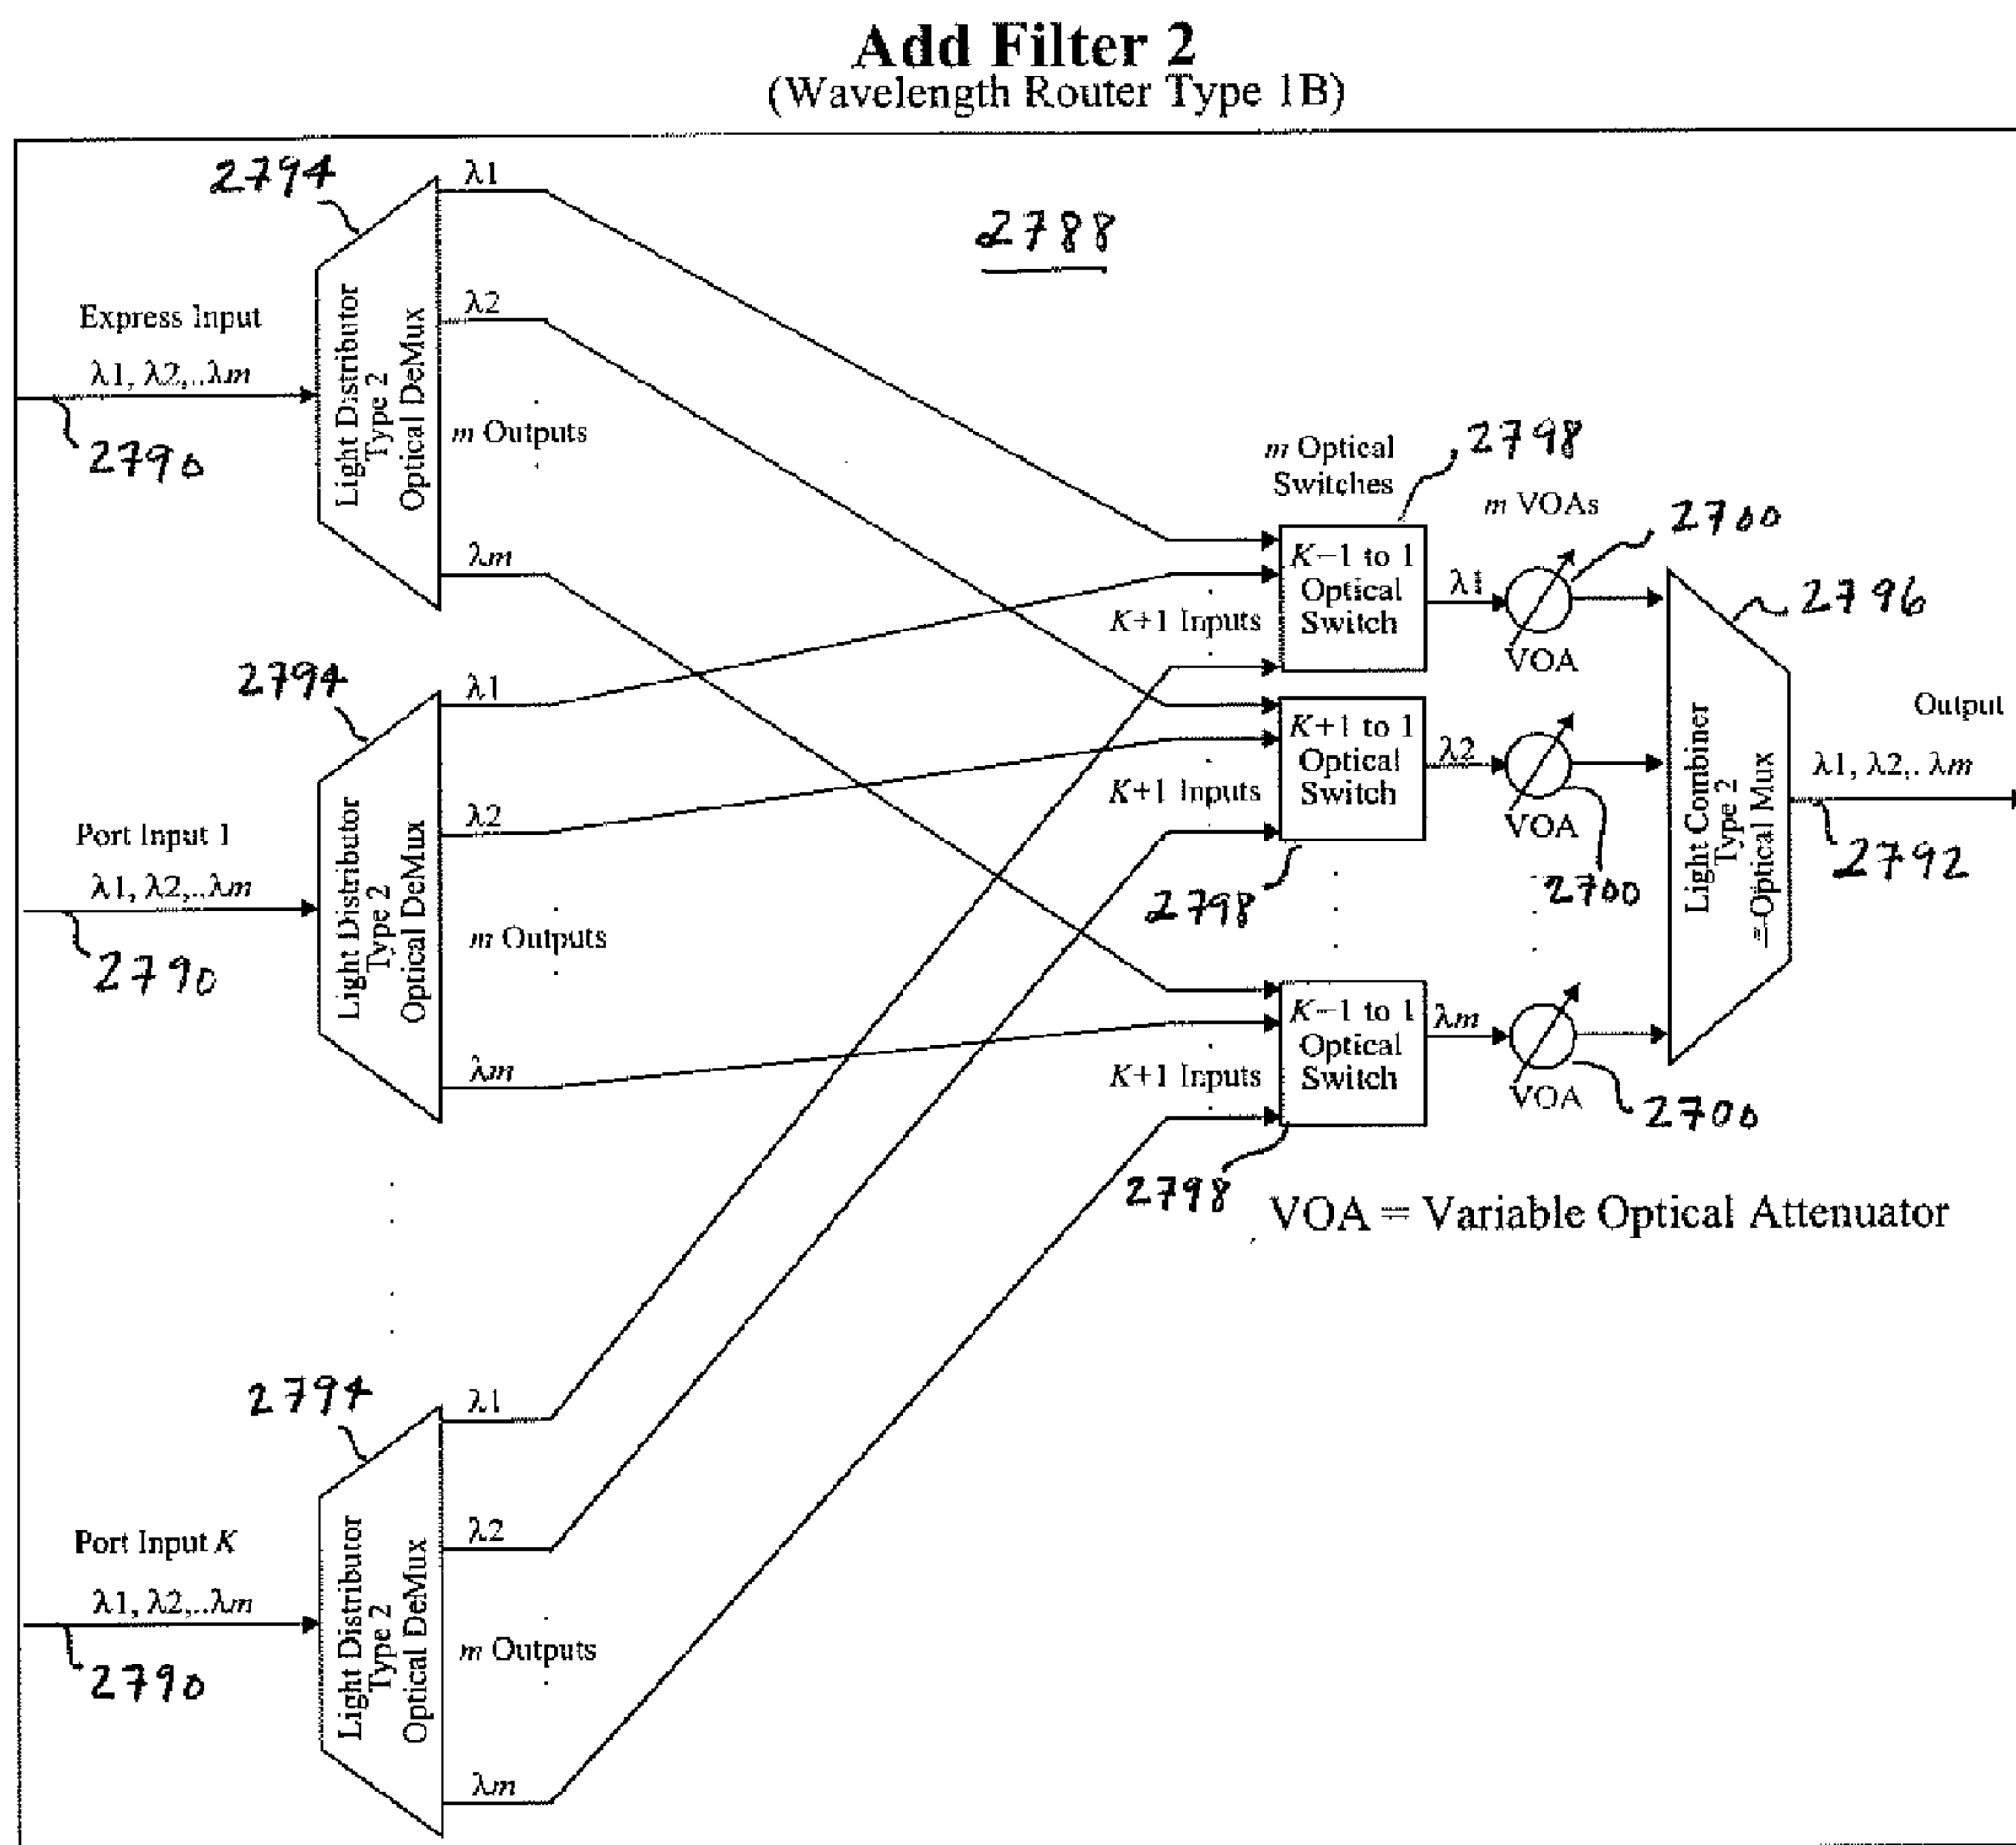 Add Filter 2
(Wavelength Router Type 1B)
2794
λ1
2788
λ2
Express Input
λ1, λ2,..λm
2790
Light Distributor
Type 2
Optical DeMux
m Outputs
λm
m Optical
Switches
2798
m VOAs
2700
K−1 to 1
Optical
Switch
K+1 Inputs
λ1
VOA
2796
2794
λ1
λ2
Port Input 1
λ1, λ2,..λm
2790
Light Distributor
Type 2
Optical DeMux
m Outputs
λm
K+1 to 1
Optical
Switch
K+1 Inputs
λ2
VOA
2700
2798
Light Combiner
Type 2
=Optical Mux
Output
λ1, λ2,. λm
2792
K−1 to 1
Optical
Switch
K+1 Inputs
λm
VOA
2700
2798
VOA = Variable Optical Attenuator
2794
λ1
λ2
Port Input K
λ1, λ2,..λm
2790
Light Distributor
Type 2
Optical DeMux
m Outputs
λm